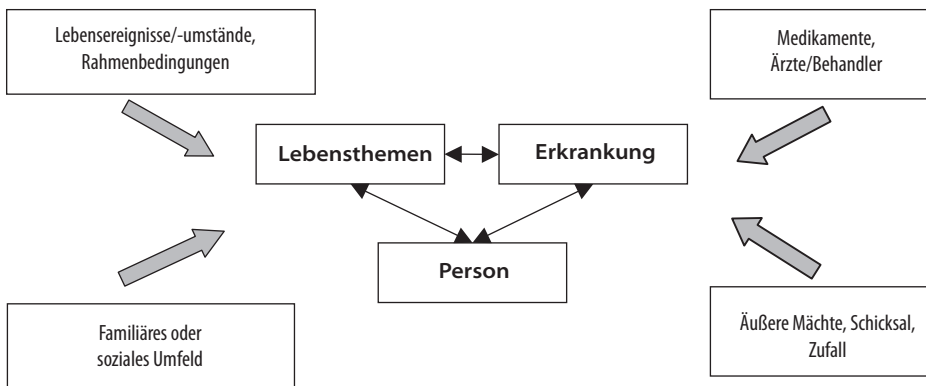 Lebensereignisse/-umstände,
Rahmenbedingungen
Medikamente,
Ärzte/Behandler
Lebensthemen
Erkrankung
Person
Familiäres oder
soziales Umfeld
Äußere Mächte, Schicksal,
Zufall